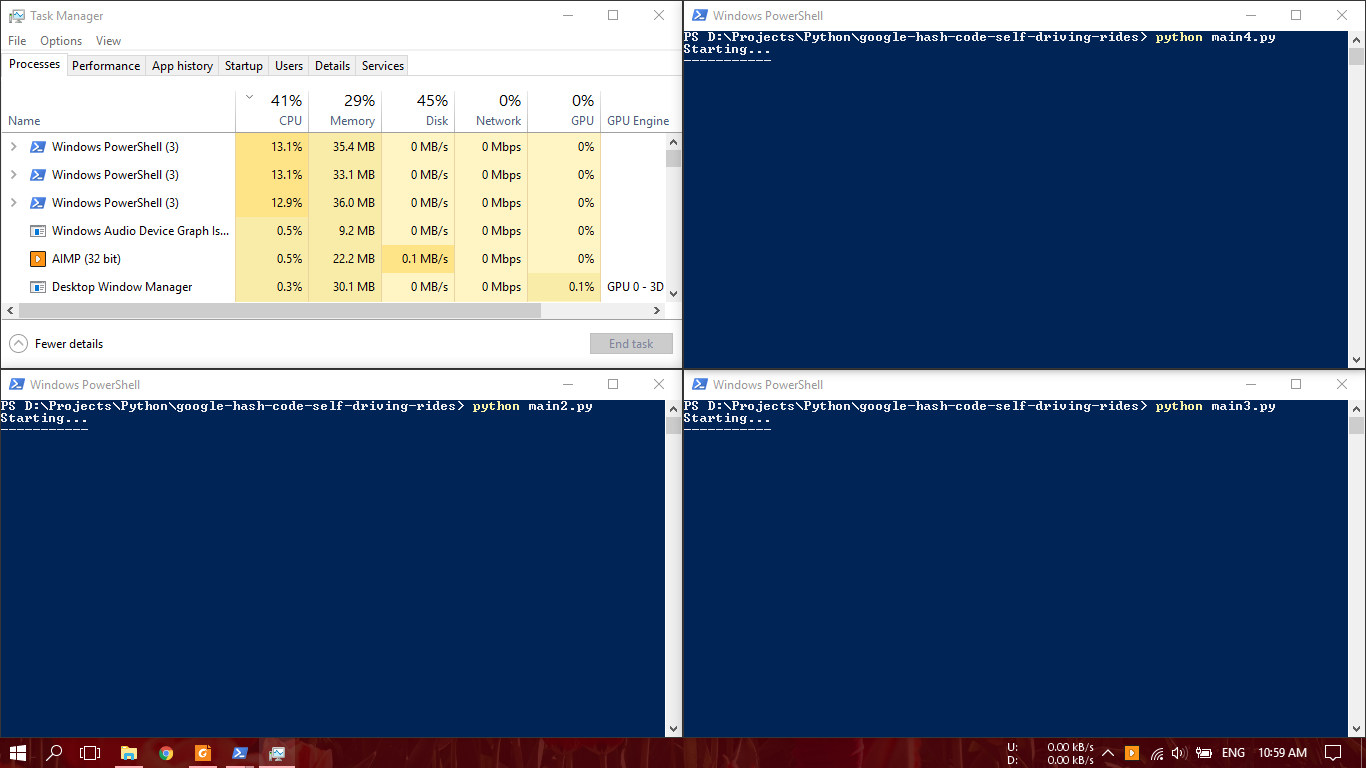 Task Manager
File Options View
Processes Performance App history Startup Users Details Services
41% 29% 45% 0% 0%
Name CPU Memory Disk Network GPU GPU Engine
Windows PowerShell (3) 13.1% 35.4 MB 0 MB/s 0 Mbps 0%
Windows PowerShell (3) 13.1% 33.1 MB 0 MB/s 0 Mbps 0%
Windows PowerShell (3) 12.9% 36.0 MB 0 MB/s 0 Mbps 0%
Windows Audio Device Graph Is... 0.5% 9.2 MB 0 MB/s 0 Mbps 0%
AIMP (32 bit) 0.5% 22.2 MB 0.1 MB/s 0 Mbps 0%
Desktop Window Manager 0.3% 30.1 MB 0 MB/s 0 Mbps 0.1% GPU 0 - 3D
Fewer details End task
Windows PowerShell
PS D:\Projects\Python\google-hash-code-self-driving-rides> python main4.py
Starting...
-----------
Windows PowerShell
PS D:\Projects\Python\google-hash-code-self-driving-rides> python main2.py
Starting...
-----------
Windows PowerShell
PS D:\Projects\Python\google-hash-code-self-driving-rides> python main3.py
Starting...
-----------
U: 0.00 kB/s
D: 0.00 kB/s
ENG 10:59 AM